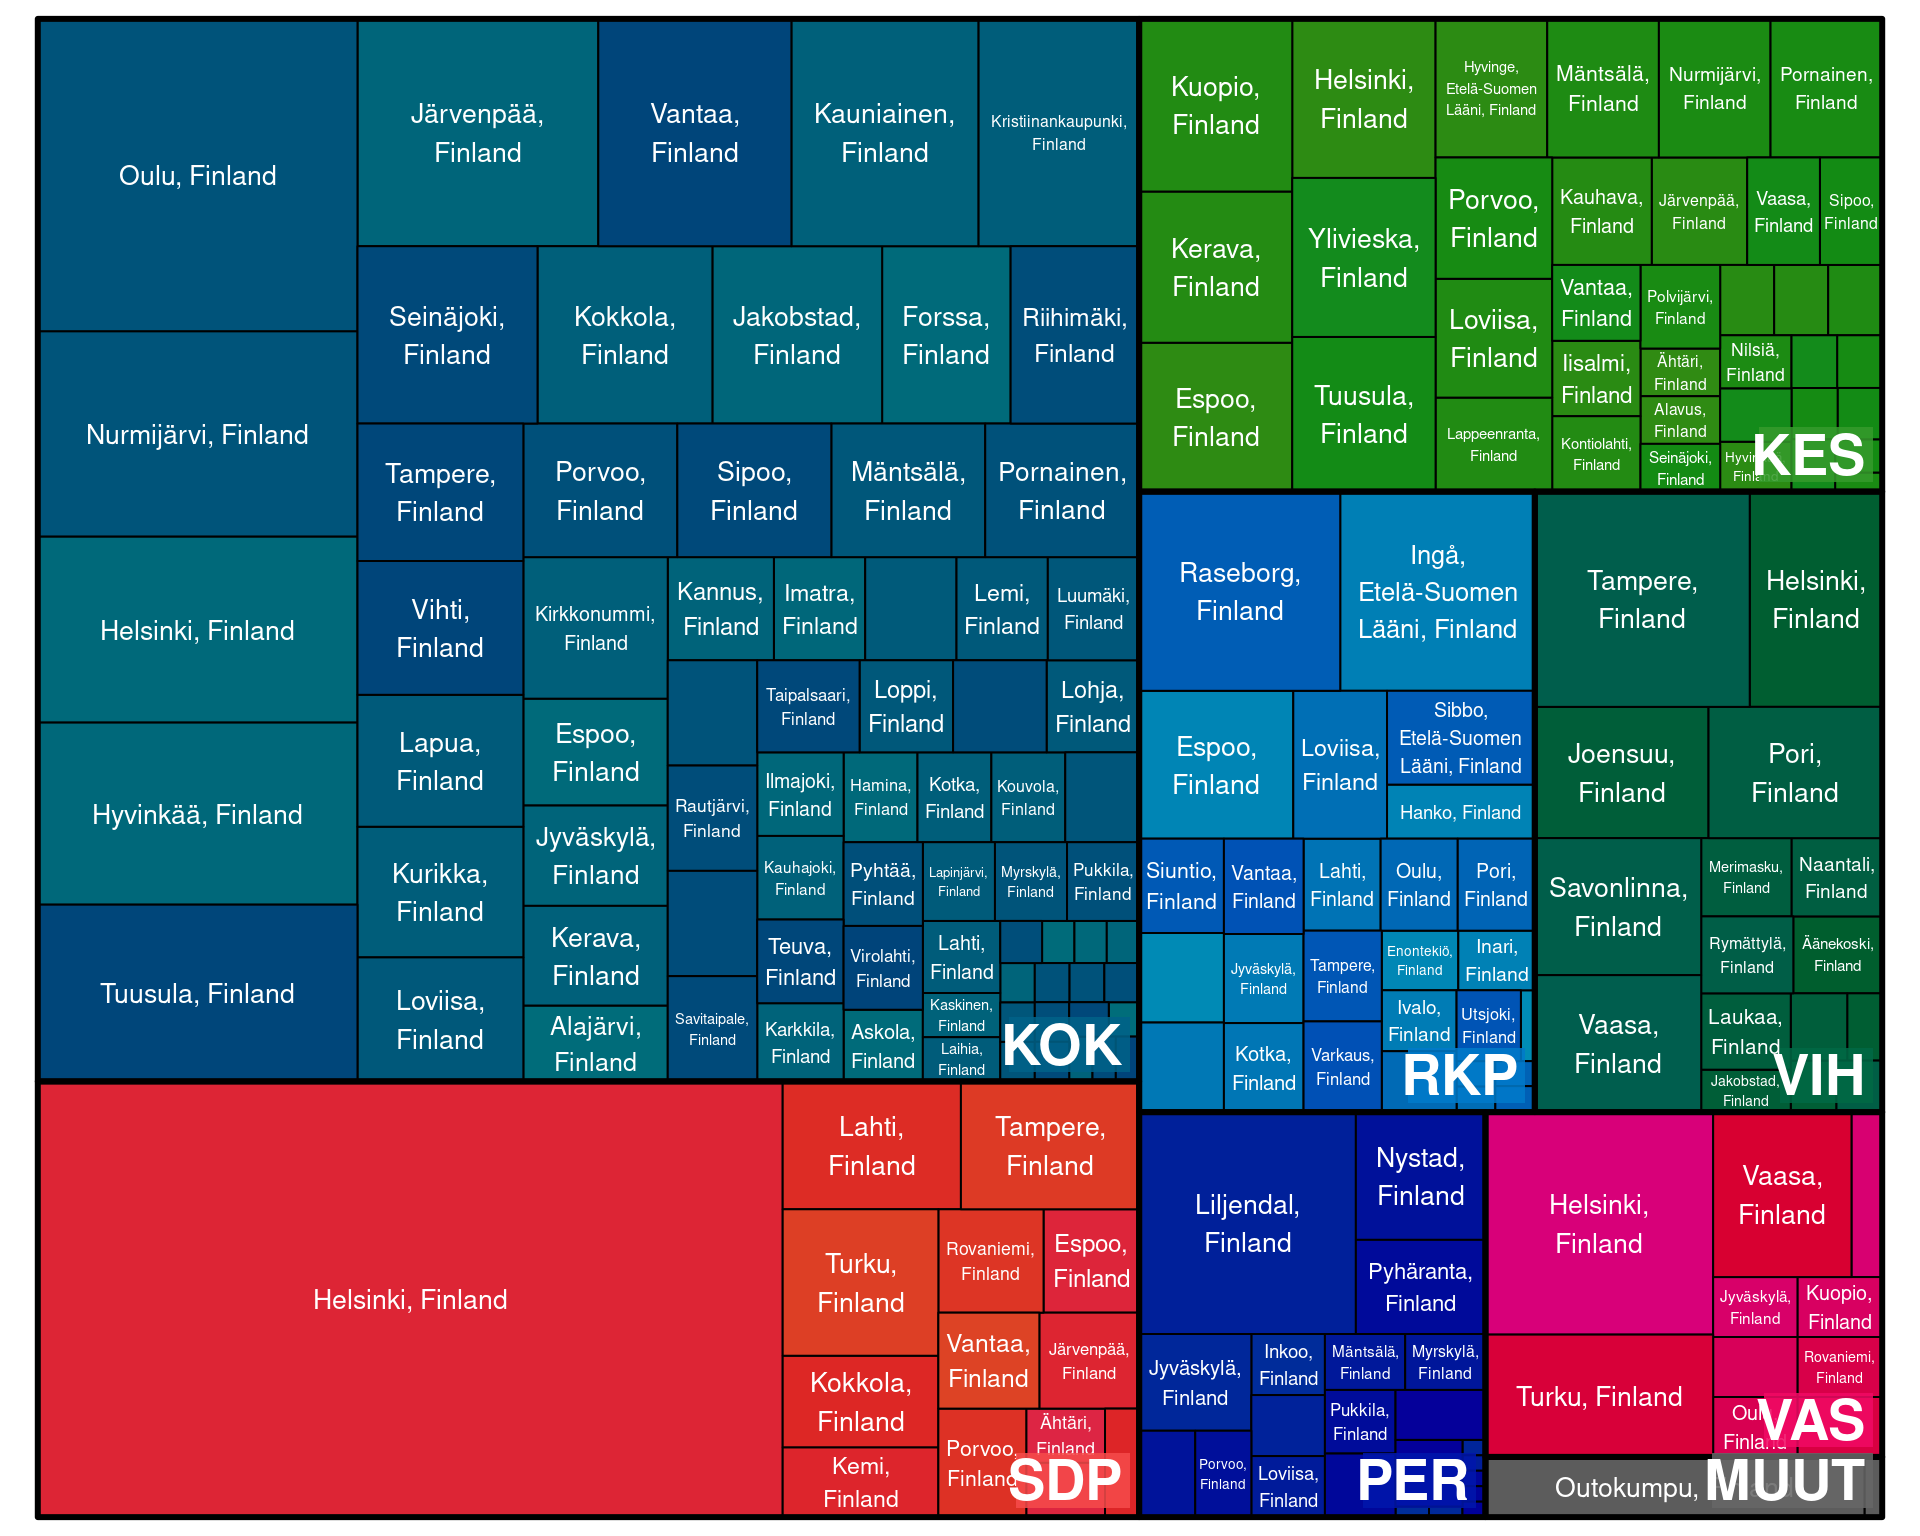 Oulu, Finland
Nurmijärvi, Finland
Helsinki, Finland
Hyvinkää, Finland
Tuusula, Finland
Järvenpää,
Finland
Vantaa,
Finland
Kauniainen,
Finland
Kristiinankaupunki,
Finland
Seinäjoki,
Finland
Kokkola,
Finland
Jakobstad,
Finland
Forssa,
Finland
Riihimäki,
Finland
Tampere,
Finland
Vihti,
Finland
Lapua,
Finland
Kurikka,
Finland
Loviisa,
Finland
Porvoo,
Finland
Sipoo,
Finland
Mäntsälä,
Finland
Pornainen,
Finland
Kirkkonummi,
Finland
Espoo,
Finland
Jyväskylä,
Finland
Kerava,
Finland
Alajärvi,
Finland
Kannus,
Finland
Imatra,
Finland
Lemi,
Finland
Luumäki,
Finland
Rautjärvi,
Finland
Savitaipale,
Finland
Taipalsaari,
Finland
Loppi,
Finland
Lohja,
Finland
Ilmajoki,
Finland
Kauhajoki,
Finland
Teuva,
Finland
Karkkila,
Finland
Hamina,
Finland
Kotka,
Finland
Kouvola,
Finland
Pyhtää,
Finland
Virolahti,
Finland
Askola,
Finland
Lapinjärvi,
Finland
Myrskylä,
Finland
Pukkila,
Finland
Lahti,
Finland
Kaskinen,
Finland
Laihia,
Finland
KOK
Helsinki, Finland
Lahti,
Finland
Tampere,
Finland
Turku,
Finland
Kokkola,
Finland
Kemi,
Finland
Rovaniemi,
Finland
Espoo,
Finland
Vantaa,
Finland
Järvenpää,
Finland
Porvoo,
Finland
Ähtäri,
Finland
SDP
Kuopio,
Finland
Kerava,
Finland
Espoo,
Finland
Helsinki,
Finland
Ylivieska,
Finland
Tuusula,
Finland
Hyvinge,
Etelä-Suomen
Lääni, Finland
Mäntsälä,
Finland
Nurmijärvi,
Finland
Pornainen,
Finland
Porvoo,
Finland
Loviisa,
Finland
Lappeenranta,
Finland
Kauhava,
Finland
Järvenpää,
Finland
Vaasa,
Finland
Sipoo,
Finland
Vantaa,
Finland
Iisalmi,
Finland
Kontiolahti,
Finland
Polvijärvi,
Finland
Ähtäri,
Finland
Alavus,
Finland
Seinäjoki,
Finland
Nilsiä,
Finland
Finland
KES
Raseborg,
Finland
Ingå,
Etelä-Suomen
Lääni, Finland
Espoo,
Finland
Loviisa,
Finland
Sibbo,
Etelä-Suomen
Lääni, Finland
Hanko, Finland
Siuntio,
Finland
Vantaa,
Finland
Lahti,
Finland
Oulu,
Finland
Pori,
Finland
Jyväskylä,
Finland
Kotka,
Finland
Tampere,
Finland
Varkaus,
Finland
Enontekiö,
Finland
Inari,
Finland
Ivalo,
Finland
Utsjoki,
Finland
RKP
Tampere,
Finland
Helsinki,
Finland
Joensuu,
Finland
Pori,
Finland
Savonlinna,
Finland
Vaasa,
Finland
Merimasku,
Finland
Naantali,
Finland
Rymättylä,
Finland
Äänekoski,
Finland
Laukaa,
Finland
Jakobstad,
Finland
VIH
Liljendal,
Finland
Nystad,
Finland
Pyhäranta,
Finland
Jyväskylä,
Finland
Porvoo,
Finland
Inkoo,
Finland
Loviisa,
Finland
Mäntsälä,
Finland
Myrskylä,
Finland
Pukkila,
Finland
PER
Helsinki,
Finland
Turku, Finland
Vaasa,
Finland
Jyväskylä,
Finland
Kuopio,
Finland
Rovaniemi,
Finland
Finland
VAS
Outokumpu,
MUUT